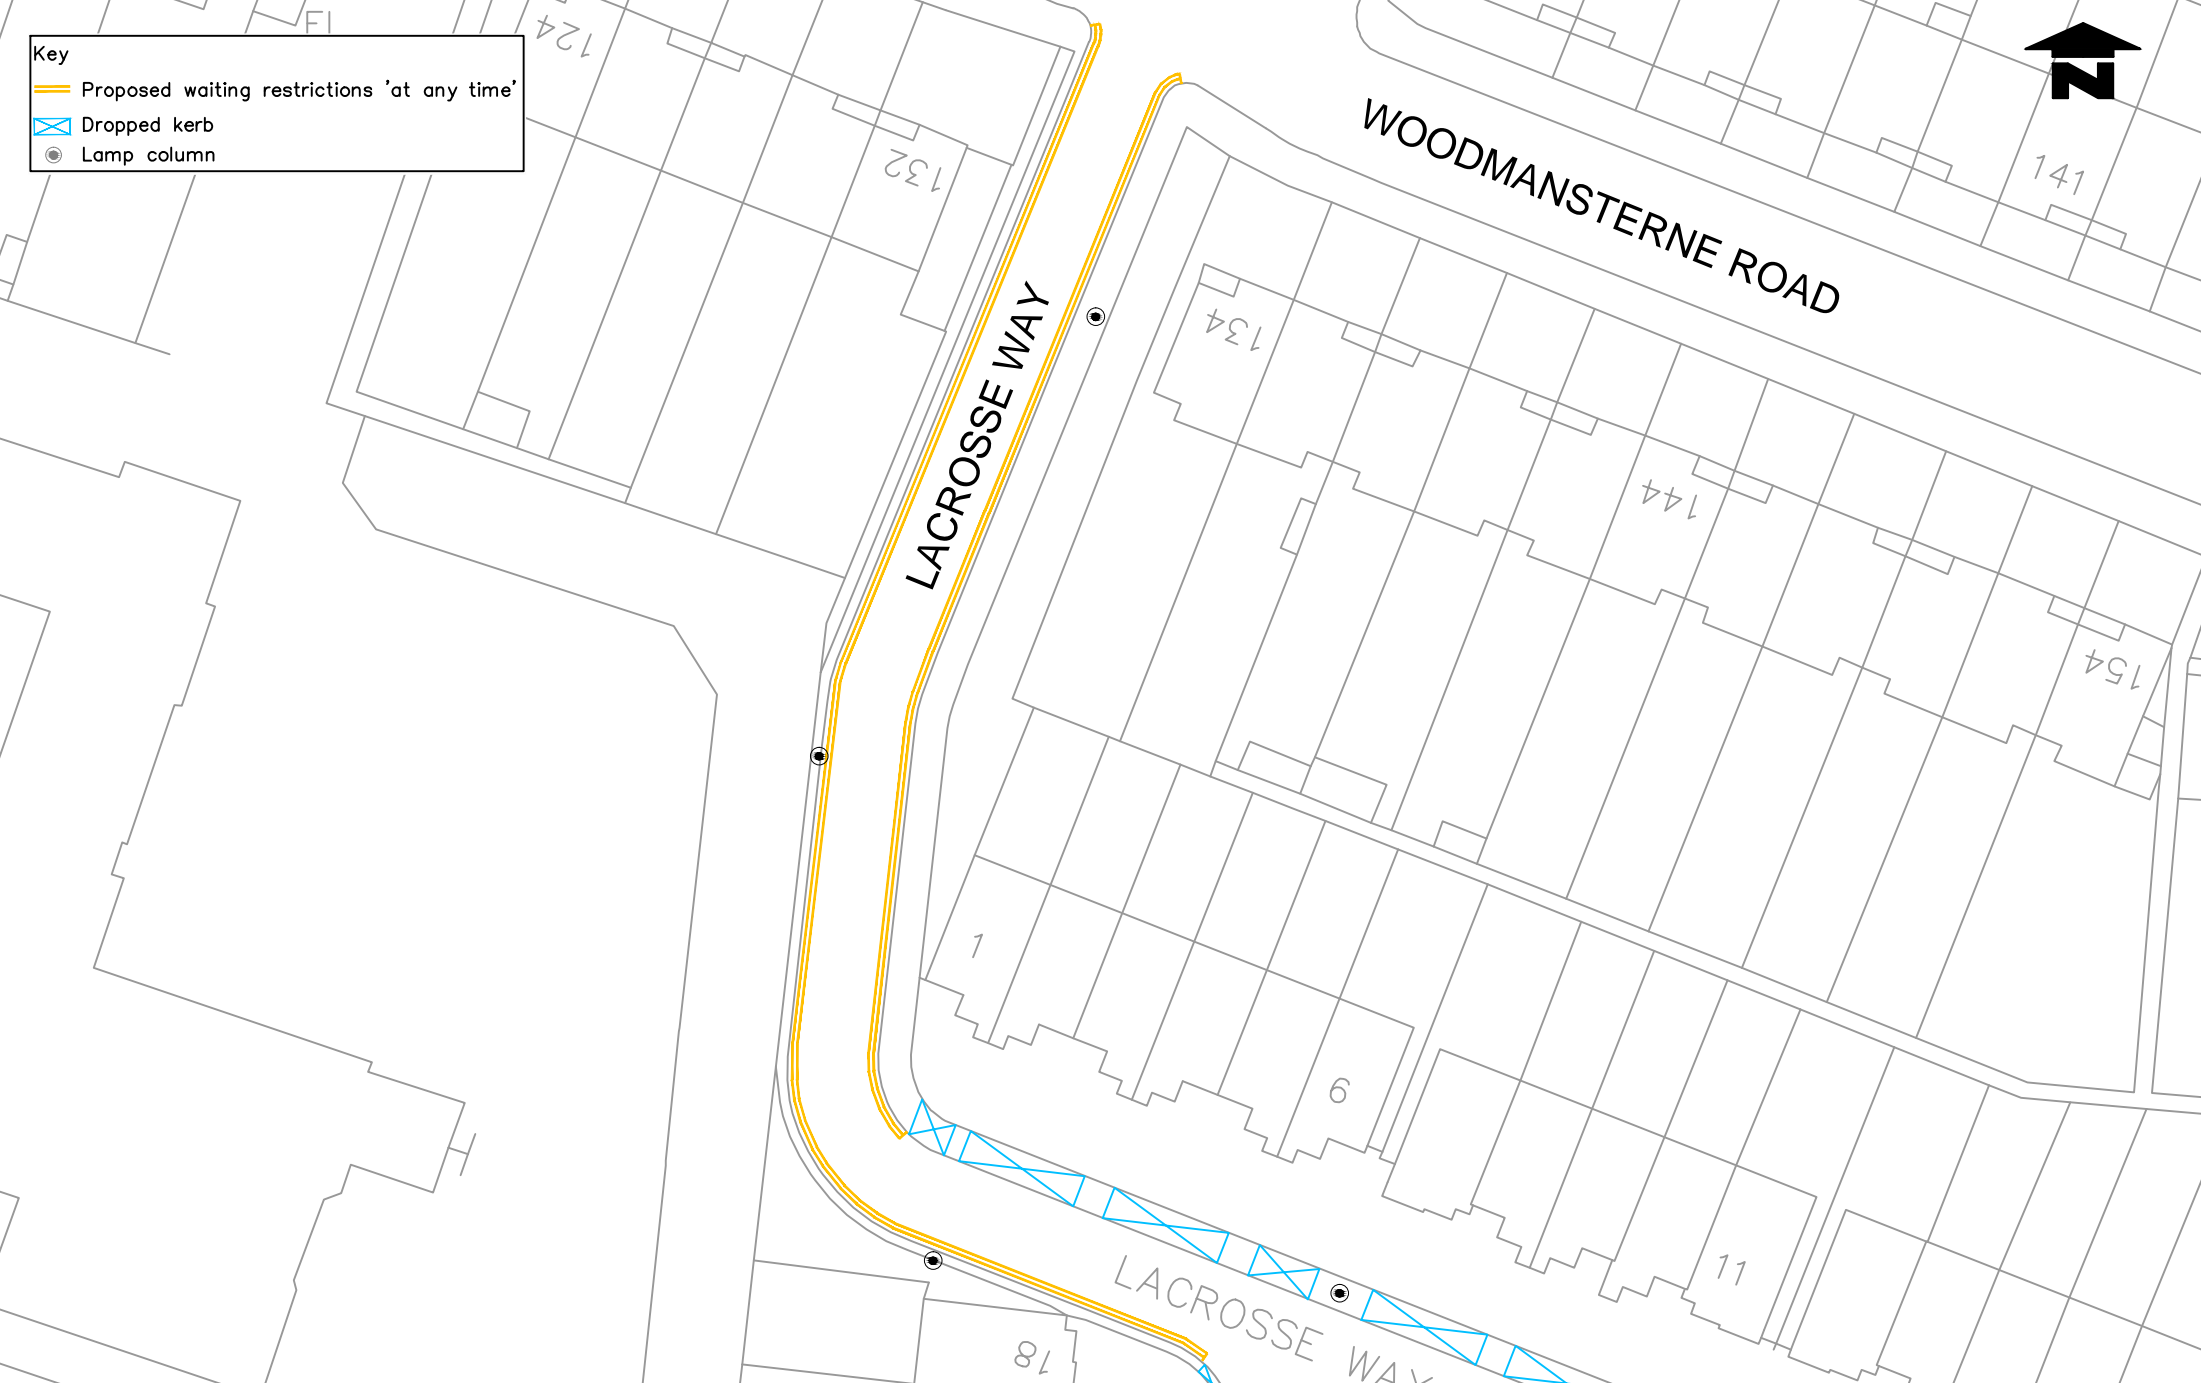 El
124
Key
Proposed waiting restrictions 'at any time'
Dropped kerb
Lamp column
132
N
141
WOODMANSTERNE ROAD
LACROSSE WAY
134
144
154
1
6
11
LACROSSE WAY
18